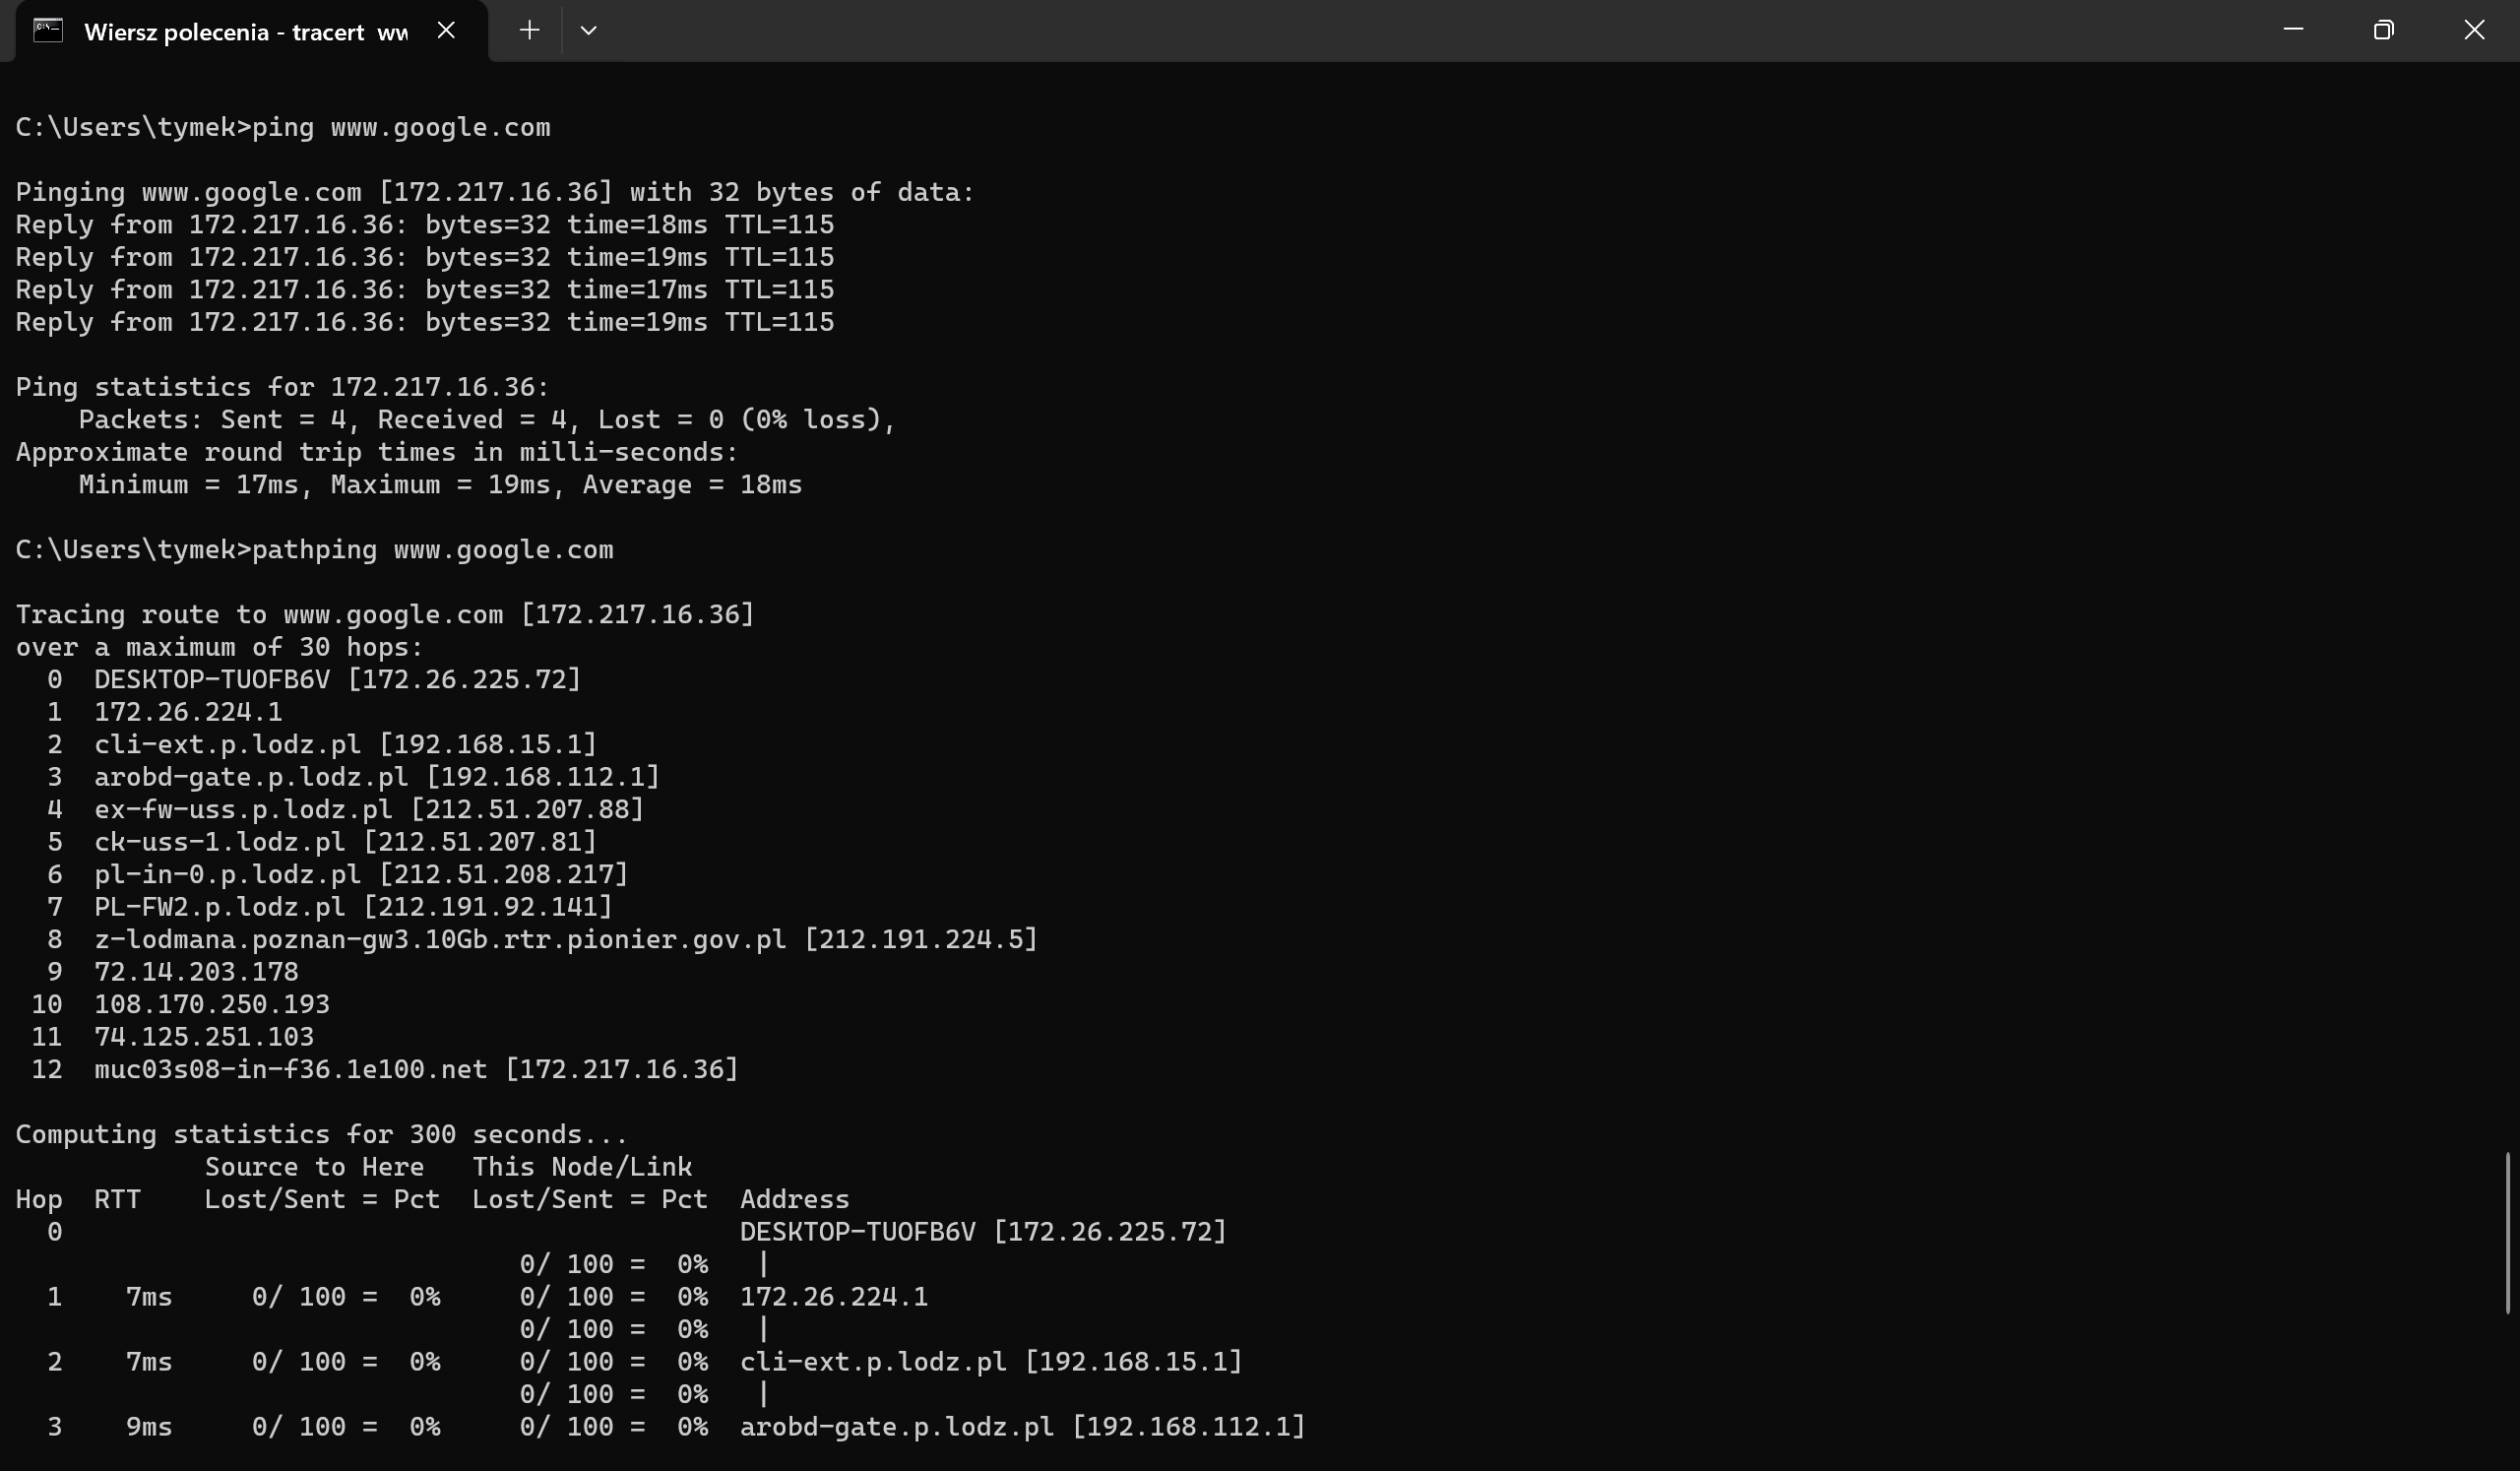 Wiersz polecenia - tracert ww
C:\Users\tymek>ping www.google.com
Pinging www.google.com [172.217.16.36] with 32 bytes of data:
Reply from 172.217.16.36: bytes=32 time=18ms TTL=115
Reply from 172.217.16.36: bytes=32 time=19ms TTL=115
Reply from 172.217.16.36: bytes=32 time=17ms TTL=115
Reply from 172.217.16.36: bytes=32 time=19ms TTL=115
Ping statistics for 172.217.16.36:
    Packets: Sent = 4, Received = 4, Lost = 0 (0% loss),
Approximate round trip times in milli-seconds:
    Minimum = 17ms, Maximum = 19ms, Average = 18ms
C:\Users\tymek>pathping www.google.com
Tracing route to www.google.com [172.217.16.36]
over a maximum of 30 hops:
  0  DESKTOP-TUOFB6V [172.26.225.72]
  1  172.26.224.1
  2  cli-ext.p.lodz.pl [192.168.15.1]
  3  arobd-gate.p.lodz.pl [192.168.112.1]
  4  ex-fw-uss.p.lodz.pl [212.51.207.88]
  5  ck-uss-1.lodz.pl [212.51.207.81]
  6  pl-in-0.p.lodz.pl [212.51.208.217]
  7  PL-FW2.p.lodz.pl [212.191.92.141]
  8  z-lodmana.poznan-gw3.10Gb.rtr.pionier.gov.pl [212.191.224.5]
  9  72.14.203.178
 10  108.170.250.193
 11  74.125.251.103
 12  muc03s08-in-f36.1e100.net [172.217.16.36]
Computing statistics for 300 seconds...
            Source to Here   This Node/Link
Hop  RTT    Lost/Sent = Pct  Lost/Sent = Pct  Address
  0                                           DESKTOP-TUOFB6V [172.26.225.72]
                                0/ 100 =  0%   |
  1    7ms     0/ 100 =  0%     0/ 100 =  0%  172.26.224.1
                                0/ 100 =  0%   |
  2    7ms     0/ 100 =  0%     0/ 100 =  0%  cli-ext.p.lodz.pl [192.168.15.1]
                                0/ 100 =  0%   |
  3    9ms     0/ 100 =  0%     0/ 100 =  0%  arobd-gate.p.lodz.pl [192.168.112.1]